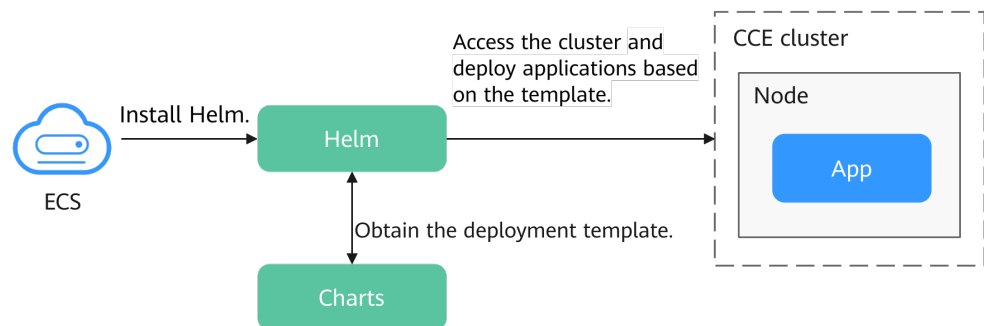 Install Helm.
ECS
Helm
Access the cluster and
deploy applications based
on the template.
Obtain the deployment template.
Charts
CCE cluster
Node
App